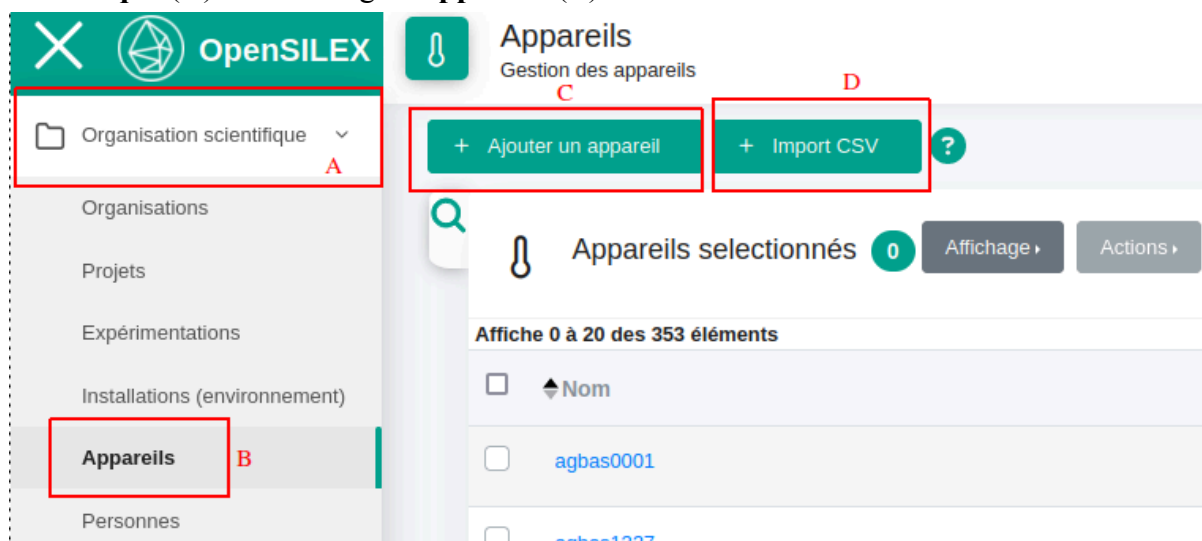 OpenSILEX
Appareils
Gestion des appareils
C
D
Organisation scientifique
A
+ Ajouter un appareil
+ Import CSV
?
Organisations
Appareils selectionnés 0 Affichage Actions
Projets
Expérimentations
Affiche 0 à 20 des 353 éléments
Installations (environnement)
Nom
Appareils B
agbas0001
Personnes